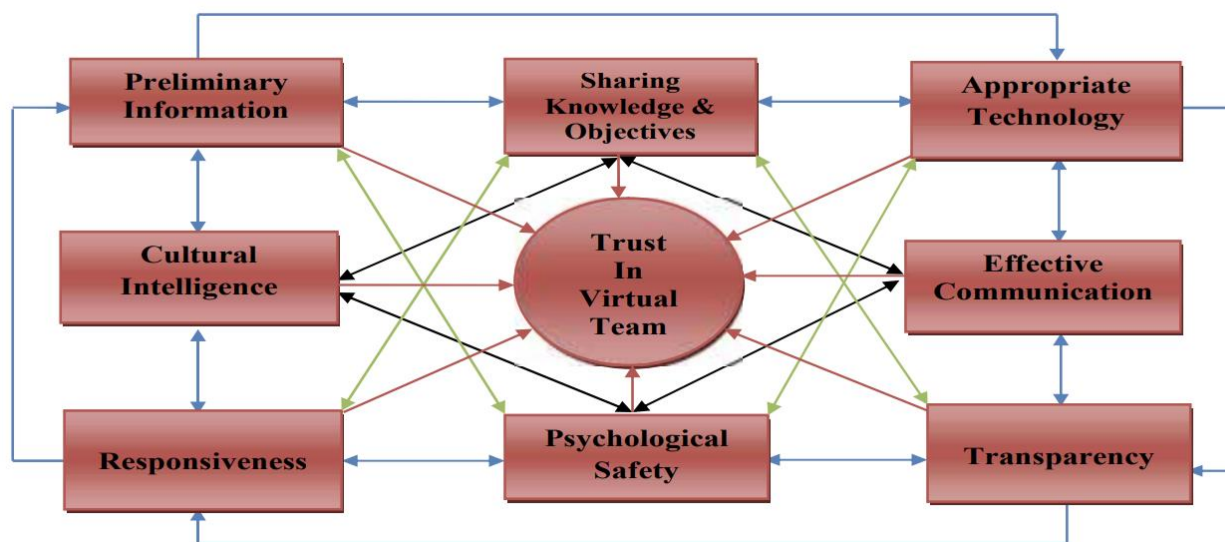 Preliminary
Information
Sharing
Knowledge &
Objectives
Appropriate
Technology
Cultural
Intelligence
Trust
In
Virtual
Team
Effective
Communication
Responsiveness
Psychological
Safety
Transparency